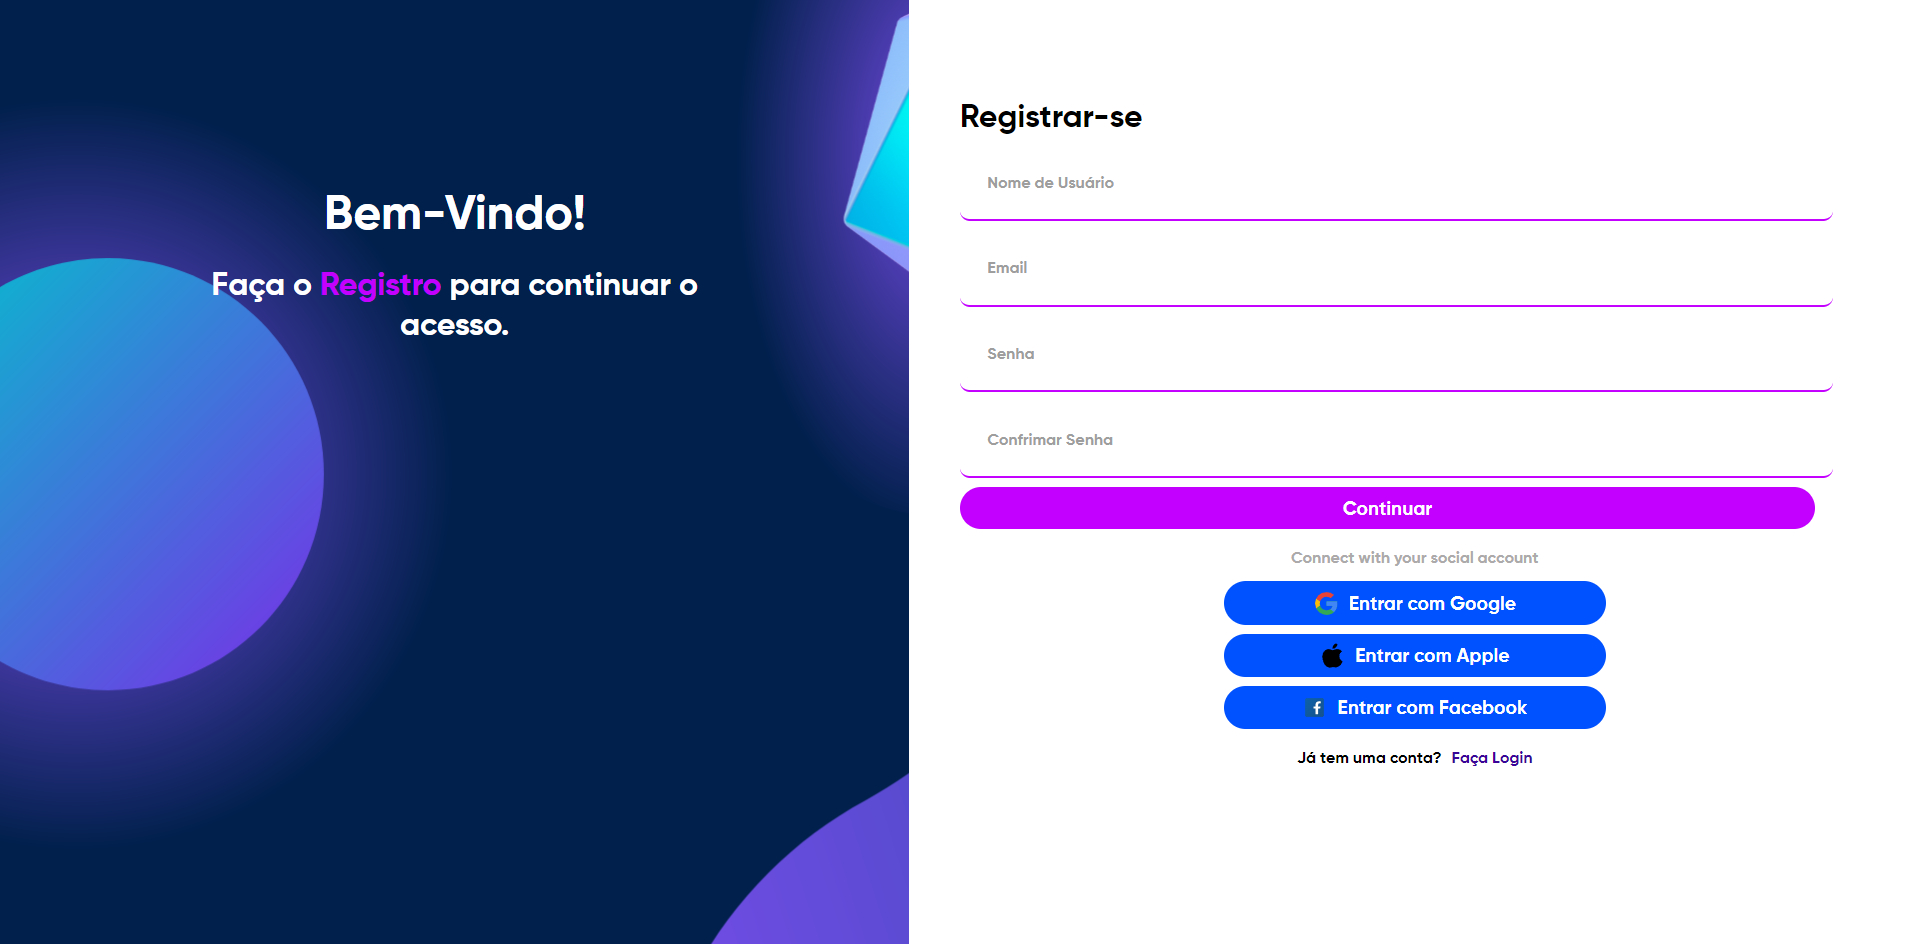 Bem-Vindo!
Faça o Registro para continuar o
acesso.
Registrar-se
Nome de Usuário
Email
Senha
Confrimar Senha
Continuar
Connect with your social account
Entrar com Google
Entrar com Apple
Entrar com Facebook
Já tem uma conta? Faça Login